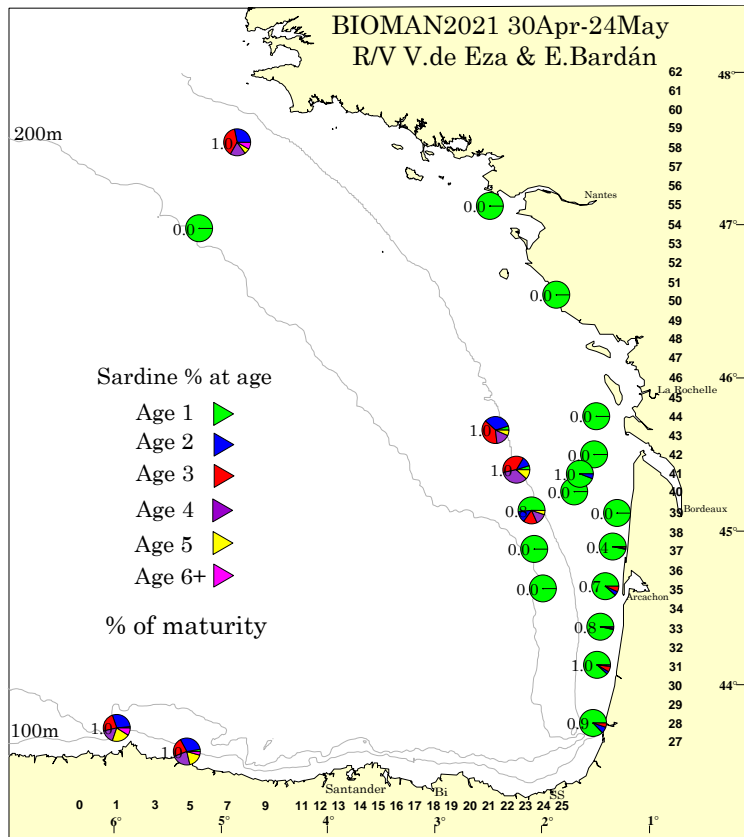 BIOMAN2021 30Apr-24May
R/V V.de Eza & E.Bardán
62
48°
61
60
59
200m
58
1.0
57
56
Nantes
55
0.0
54
47°
0.0
53
52
51
0.0
50
49
48
47
Sardine % at age
46
46°
La Rochelle
45
Age 1
44
0.0
43
1.0
Age 2
42
0.0
Age 3
41
1.0
1.0
40
0.0
Age 4
39
Bordeaux
0.8
0.0
45°
Age 5
37
0.0
0.4
Age 6+
35
0.0
0.7
Arcachon
34
% of maturity
33
0.8
31
1.0
30
44°
29
28
100m
1.0
0.9
27
1.0
Santander
Bi
SS
0 1 3 5 7 9 11 12 13 14 15 16 17 18 19 20 21 22 23 24 25
6° 5° 4° 3° 2° 1°